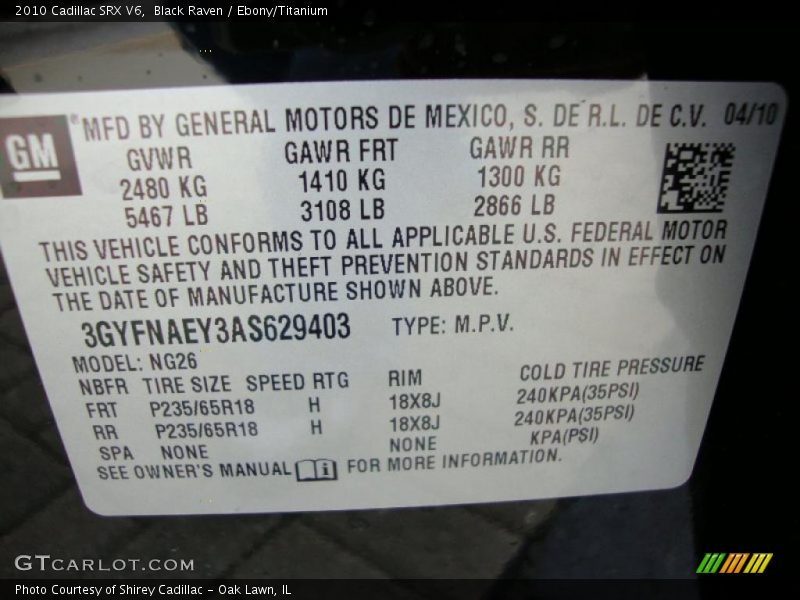 2010 Cadillac SRX V6,  Black Raven / Ebony/Titanium
GM
® MFD BY GENERAL MOTORS DE MEXICO, S. DE R.L. DE C.V. 04/10
GVWR GAWR FRT GAWR RR
2480 KG 1410 KG 1300 KG
5467 LB 3108 LB 2866 LB
THIS VEHICLE CONFORMS TO ALL APPLICABLE U.S. FEDERAL MOTOR
VEHICLE SAFETY AND THEFT PREVENTION STANDARDS IN EFFECT ON
THE DATE OF MANUFACTURE SHOWN ABOVE.
3GYFNAEY3AS629403 TYPE: M.P.V.
MODEL: NG26
NBFR TIRE SIZE SPEED RTG RIM COLD TIRE PRESSURE
FRT P235/65R18 H 18X8J 240KPA(35PSI)
RR P235/65R18 H 18X8J 240KPA(35PSI)
SPA NONE NONE KPA(PSI)
SEE OWNER'S MANUAL i FOR MORE INFORMATION.
GTCARLOT.COM
Photo Courtesy of Shirey Cadillac - Oak Lawn, IL